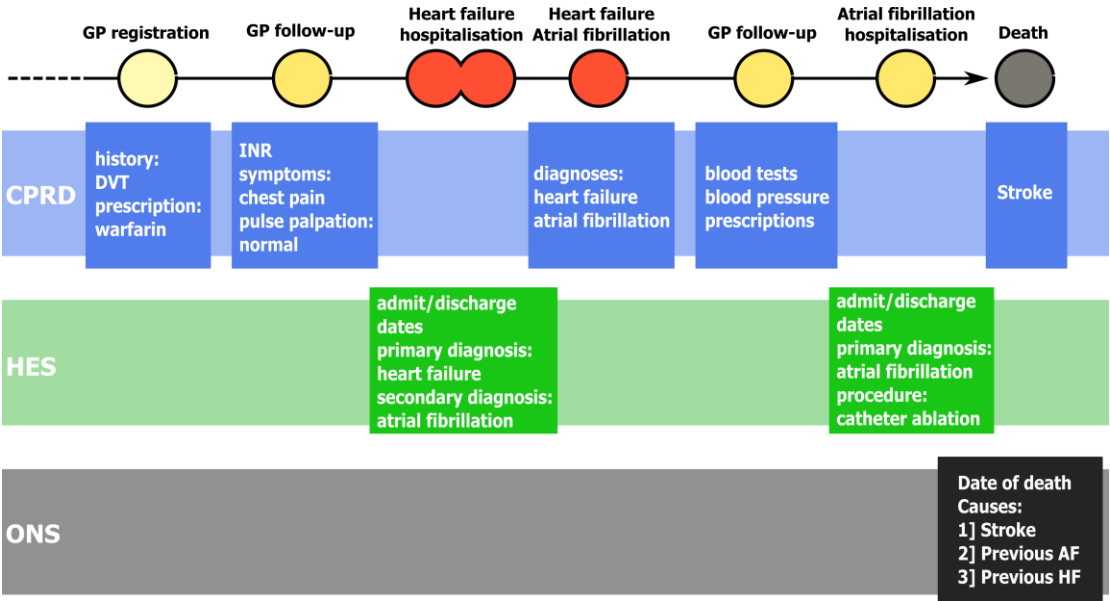 GP registration
GP follow-up
Heart failure
hospitalisation
Heart failure
Atrial fibrillation
GP follow-up
Atrial fibrillation
hospitalisation
Death
CPRD
history:
DVT
prescription:
warfarin
INR
symptoms:
chest pain
pulse palpation:
normal
diagnoses:
heart failure
atrial fibrillation
blood tests
blood pressure
prescriptions
Stroke
HES
admit/discharge
dates
primary diagnosis:
heart failure
secondary diagnosis:
atrial fibrillation
admit/discharge
dates
primary diagnosis:
atrial fibrillation
procedure:
catheter ablation
ONS
Date of death
Causes:
1] Stroke
2] Previous AF
3] Previous HF